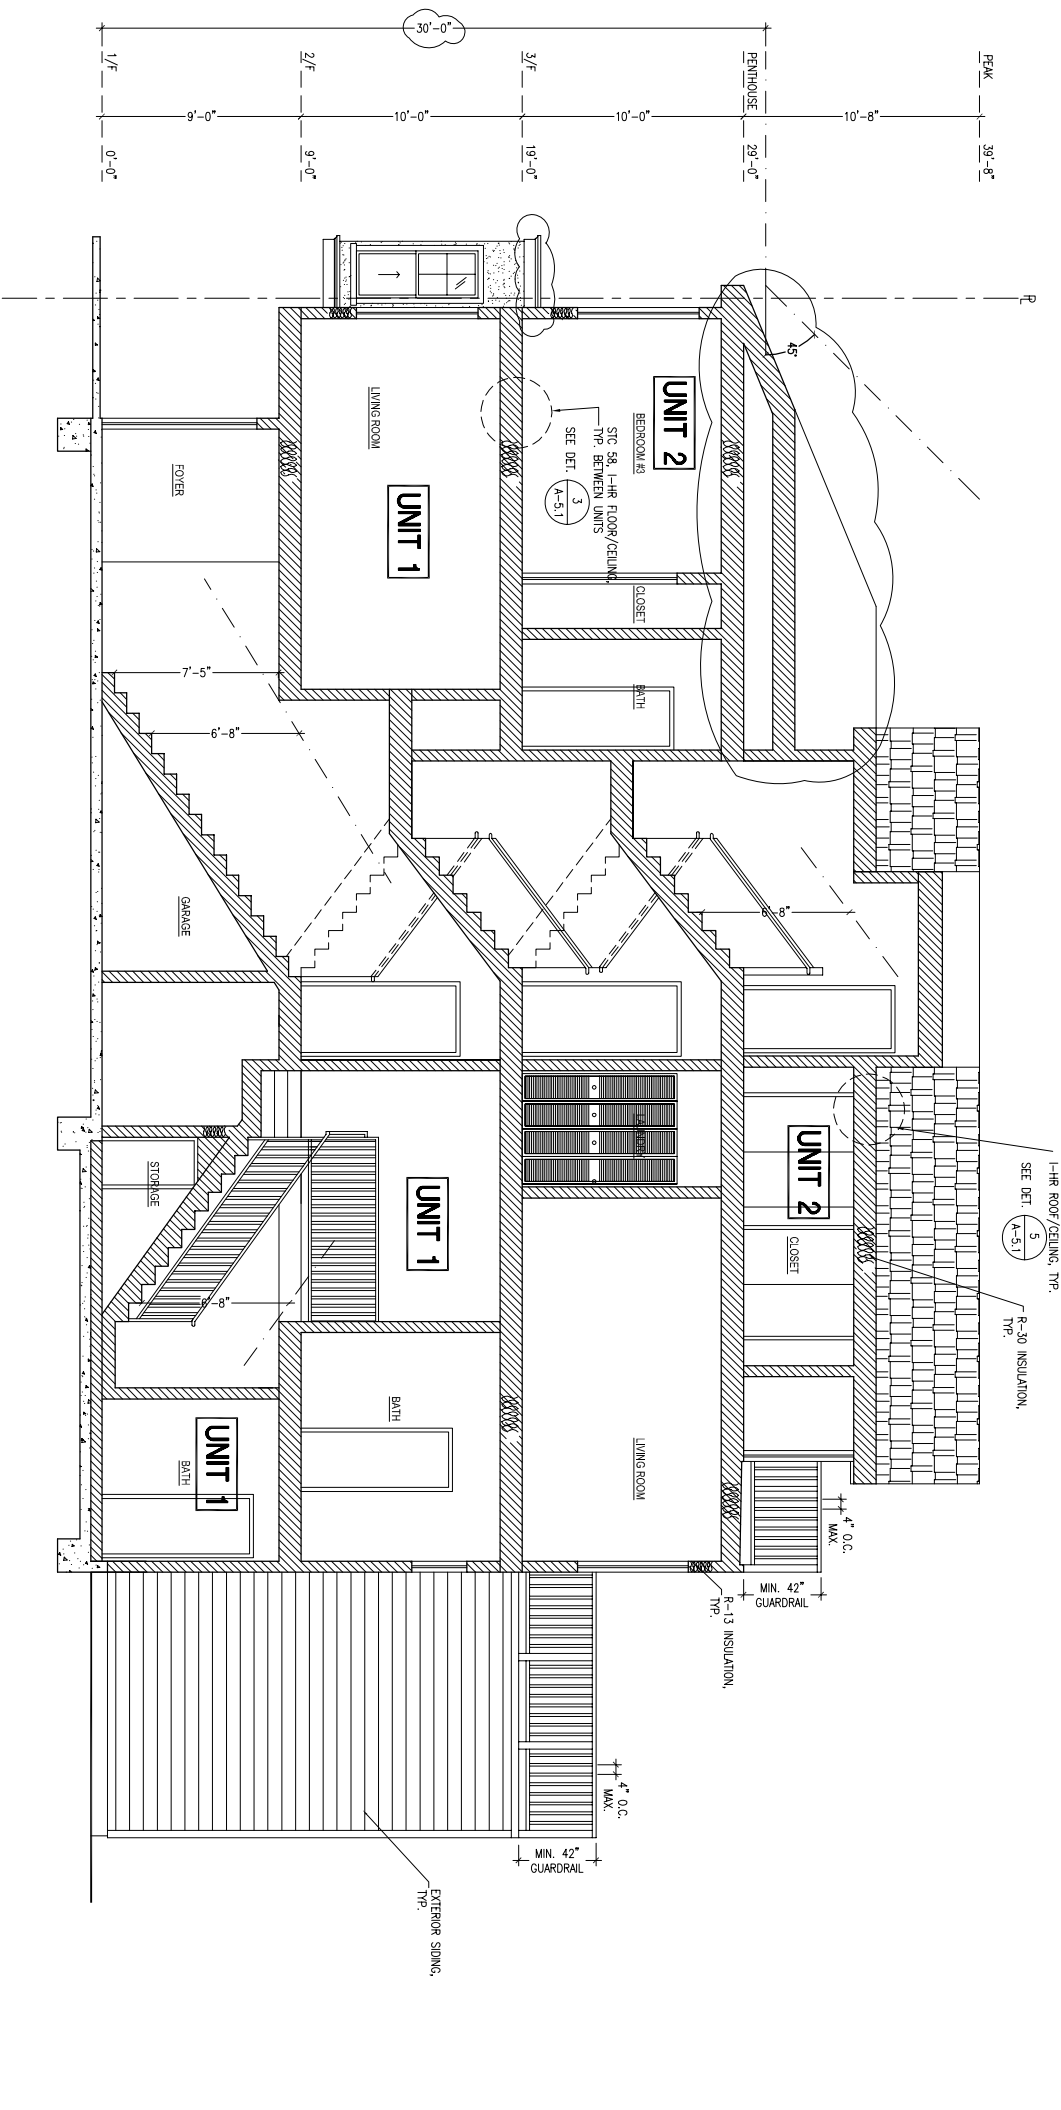 30'-0"
PEAK
PENTHOUSE
3/F
2/F
1/F
10'-8"
10'-0"
10'-0"
9'-0"
39'-8"
29'-0"
19'-0"
9'-0"
0'-0"
PL
45°
UNIT 2
BEDROOM #3
STC 58, 1-HR FLOOR/CEILING,
TYP. BETWEEN UNITS
SEE DET.
3
A-5.1
LIVING ROOM
UNIT 1
FOYER
CLOSET
BATH
7'-5"
6'-8"
6'-8"
GARAGE
1-HR ROOF/CEILING, TYP.
SEE DET.
5
A-5.1
UNIT 2
CLOSET
R-30 INSULATION,
TYP.
LAUNDRY
UNIT 1
STORAGE
6'-8"
LIVING ROOM
BATH
UNIT 1
BATH
4" O.C.
MAX.
MIN. 42"
GUARDRAIL
R-13 INSULATION,
TYP.
4" O.C.
MAX.
MIN. 42"
GUARDRAIL
EXTERIOR SIDING,
TYP.